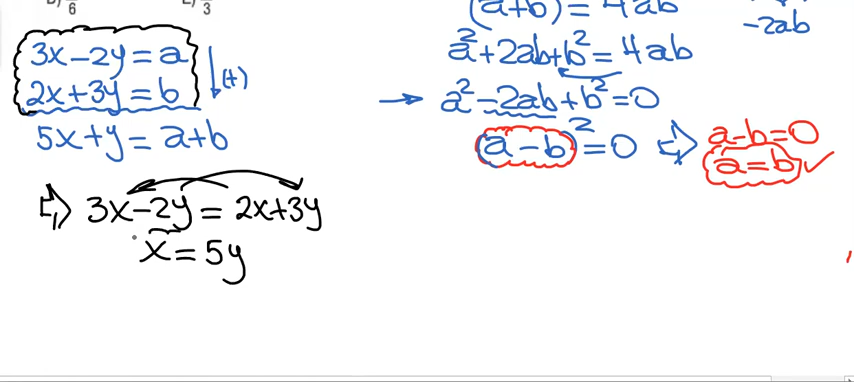 6
3
3x-2y=a
2x+3y=b
(+)
5x+y=a+b
⇒ 3x-2y=2x+3y
x=5y
(a+b)²=4ab
-2ab
a²+2ab+b²=4ab
→ a²-2ab+b²=0
(a-b)²=0 ⇒ a-b=0
a=b ✓